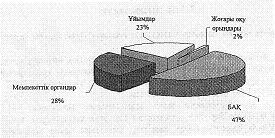 Ұйымдар
23%
Жоғары оқу
орындары
2%
Мемлекеттік органдар
28%
БАҚ
47%